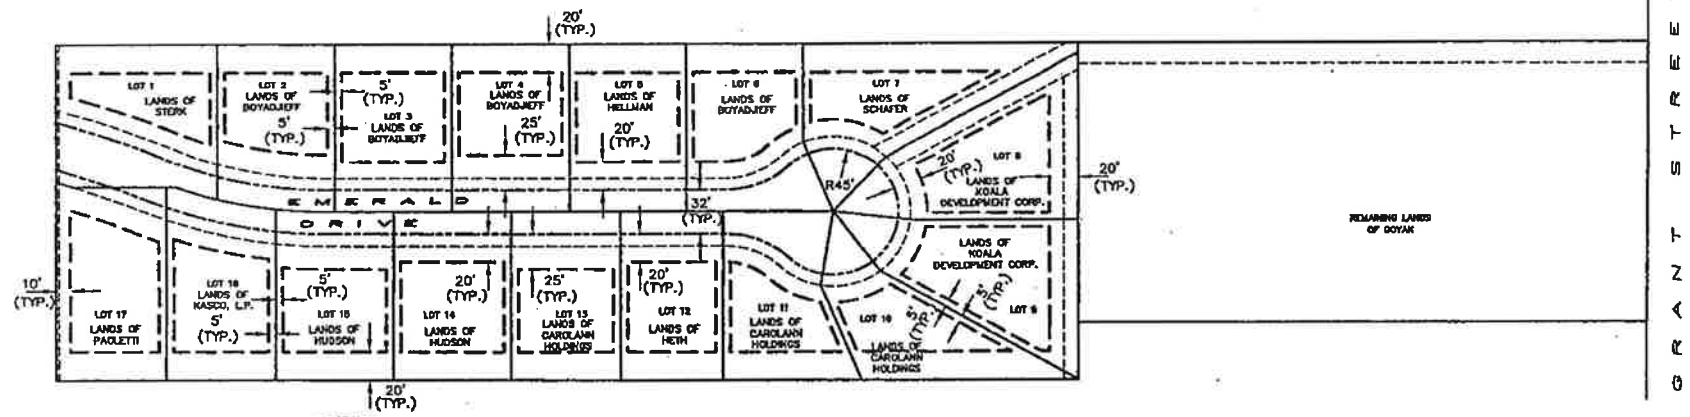 20'
(TYP.)
LOT 1
LANDS OF
STERK
LOT 2
LANDS OF
BOYADJIEFF
5'
(TYP.)
5'
(TYP.)
LOT 3
LANDS OF
BOYADJIEFF
LOT 4
LANDS OF
BOYADJIEFF
25'
(TYP.)
LOT 5
LANDS OF
HELLMAN
20'
(TYP.)
LOT 6
LANDS OF
BOYADJIEFF
LOT 7
LANDS OF
SCHAFER
R45'
20'
(TYP.)
LOT 8
LANDS OF
KOALA
DEVELOPMENT CORP.
20'
(TYP.)
EMERALD
DRIVE
32'
(TYP.)
REMAINING LANDS
OF GOYAK
GRANT STREE
10'
(TYP.)
LOT 17
LANDS OF
PAOLETTI
LOT 16
LANDS OF
KASCO, L.P.
5'
(TYP.)
5'
(TYP.)
LOT 15
LANDS OF
HUDSON
20'
(TYP.)
LOT 14
LANDS OF
HUDSON
25'
(TYP.)
LOT 13
LANDS OF
CAROLANN
HOLDINGS
20'
(TYP.)
LOT 12
LANDS OF
HETH
LOT 11
LANDS OF
CAROLANN
HOLDINGS
LOT 10
LANDS OF
CAROLANN
HOLDINGS
5'
(TYP.)
5'
(TYP.)
LANDS OF
KOALA
DEVELOPMENT CORP.
LOT 9
20'
(TYP.)